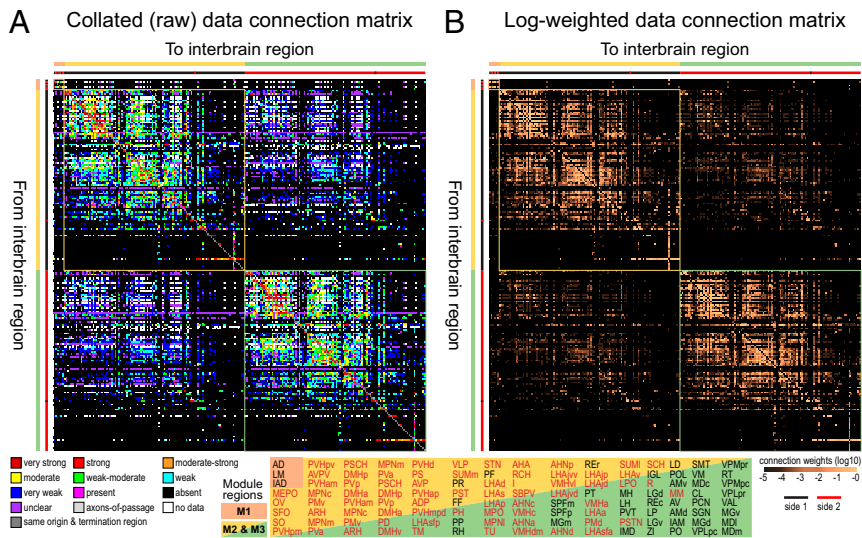 A Collated (raw) data connection matrix
To interbrain region
From interbrain region
B Log-weighted data connection matrix
To interbrain region
From interbrain region
very strong strong moderate-strong
moderate weak-moderate weak
very weak present absent
unclear axons-of-passage no data
same origin & termination region
Module regions
M1
M2 & M3
AD PVHpv PSCH MPNm PVHd VLP STN AHA AHNp REr SUMl SCH LD SMT VPMpr
LM AVPV DMHp PVa PS SUMm PF RCH LHAjvv LHAjp LHAv IGL POL VM RT
IAD PVHam PVp PSCH AVP PR LHAd I VMHvl LHAjd LPO R AMv MDc VPMpc
MEPO MPNc DMHa DMHp PVHap PST LHAs SBPV LHAjvd PT MH LGd MM CL VPLpr
OV PMv PVHam PVp ADP FF LHAp AHNc SPFm VMHa LH REc AV PCN VAL
SFO ARH MPNc DMHa PVHmpd PH MPO VMHc SPFp LHAa PVT LP AMd SGN MGv
SO MPNm PMv PD LHAsfp PP MPNl AHNa MGm PMd PSTN LGv IAM MGd MDl
PVHpm PVa ARH DMHv TM RH TU VMHdm AHNd LHAsfa IMD ZI PO VPLpc MDm
connection weights (log10)
-5 -4 -3 -2 -1 -0
side 1 side 2